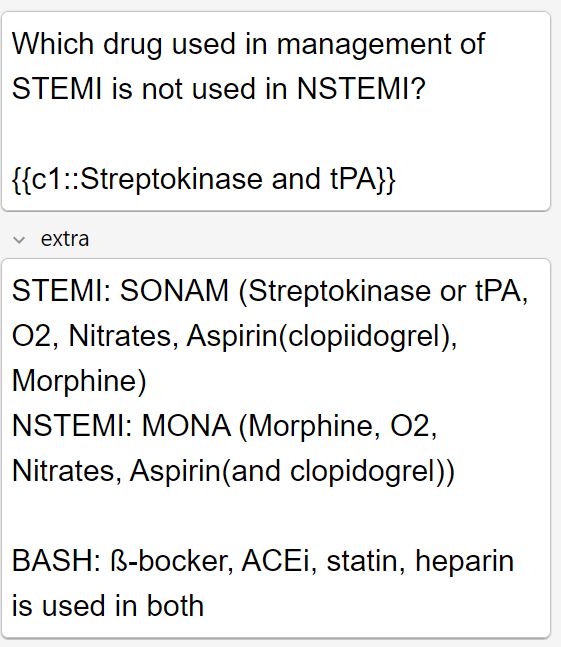 Which drug used in management of
STEMI is not used in NSTEMI?
{{c1::Streptokinase and tPA}}
extra
STEMI: SONAM (Streptokinase or tPA,
O2, Nitrates, Aspirin(clopiidogrel),
Morphine)
NSTEMI: MONA (Morphine, O2,
Nitrates, Aspirin(and clopidogrel))
BASH: ß-bocker, ACEi, statin, heparin
is used in both